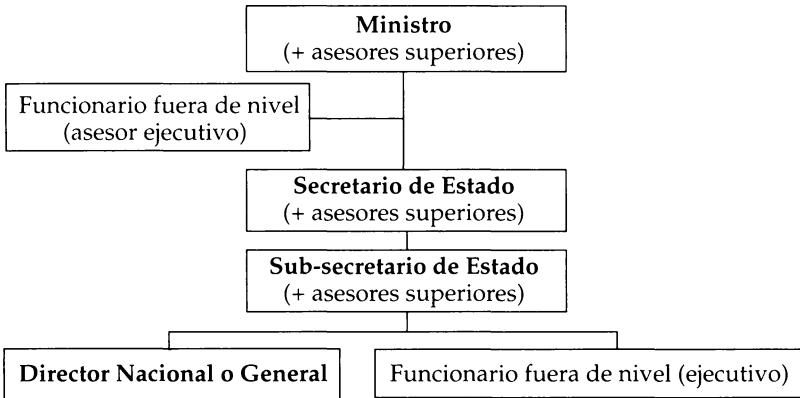 Ministro
(+ asesores superiores)
Funcionario fuera de nivel
(asesor ejecutivo)
Secretario de Estado
(+ asesores superiores)
Sub-secretario de Estado
(+ asesores superiores)
Director Nacional o General
Funcionario fuera de nivel (ejecutivo)